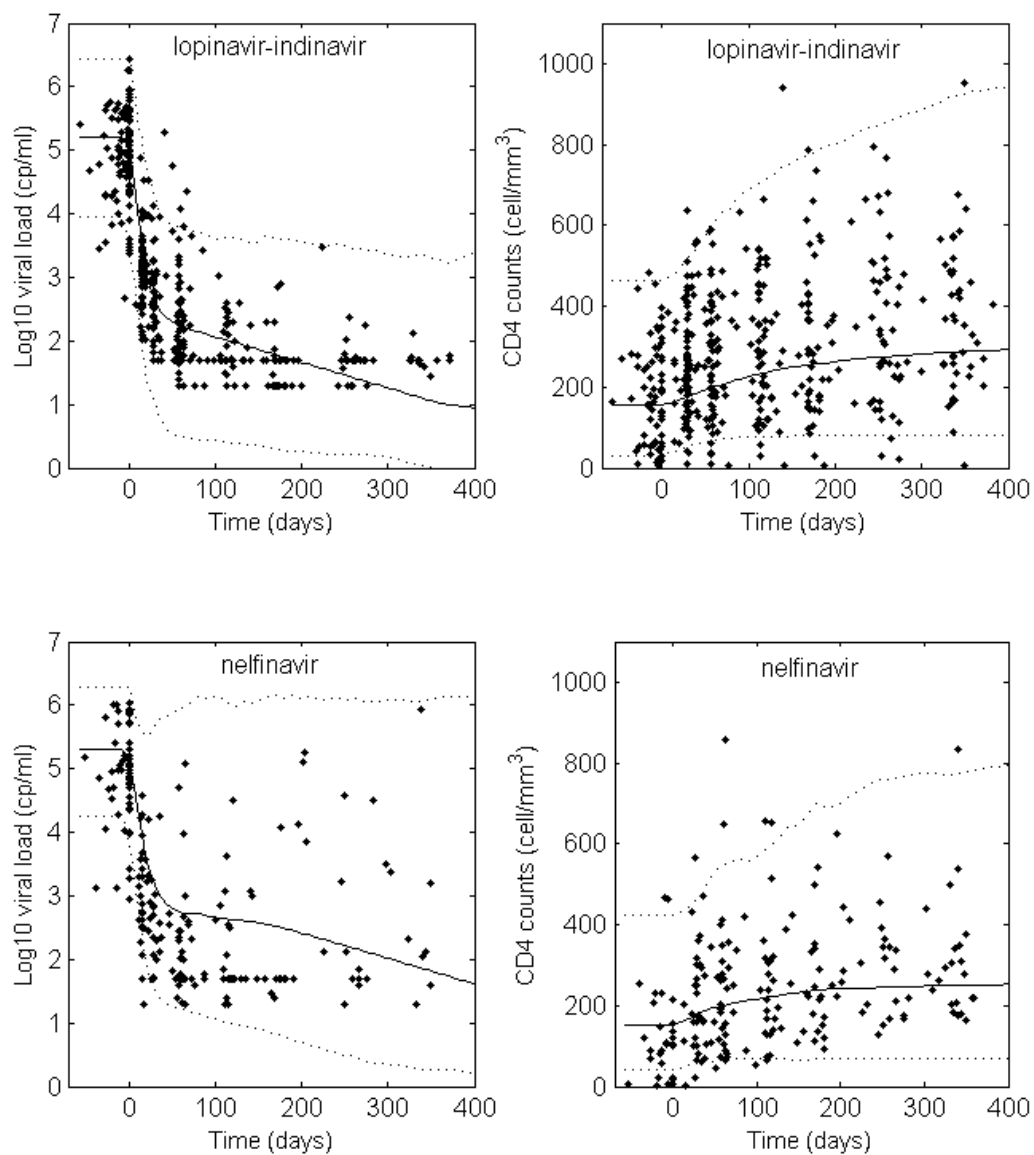 lopinavir-indinavir
Log10 viral load (cp/ml)
7
6
5
4
3
2
1
0
0 100 200 300 400
Time (days)
lopinavir-indinavir
CD4 counts (cell/mm³)
1000
800
600
400
200
0
0 100 200 300 400
Time (days)
nelfinavir
Log10 viral load (cp/ml)
7
6
5
4
3
2
1
0
0 100 200 300 400
Time (days)
nelfinavir
CD4 counts (cell/mm³)
1000
800
600
400
200
0
0 100 200 300 400
Time (days)